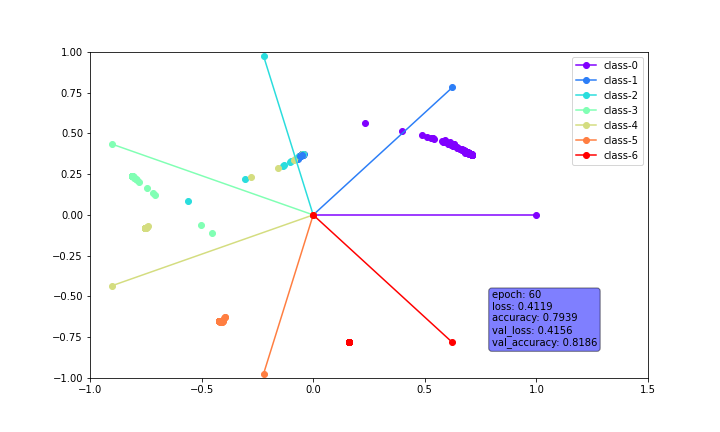 1.00
0.75
0.50
0.25
0.00
−0.25
−0.50
−0.75
−1.00
−1.0
−0.5
0.0
0.5
1.0
1.5
class-0
class-1
class-2
class-3
class-4
class-5
class-6
epoch: 60
loss: 0.4119
accuracy: 0.7939
val_loss: 0.4156
val_accuracy: 0.8186